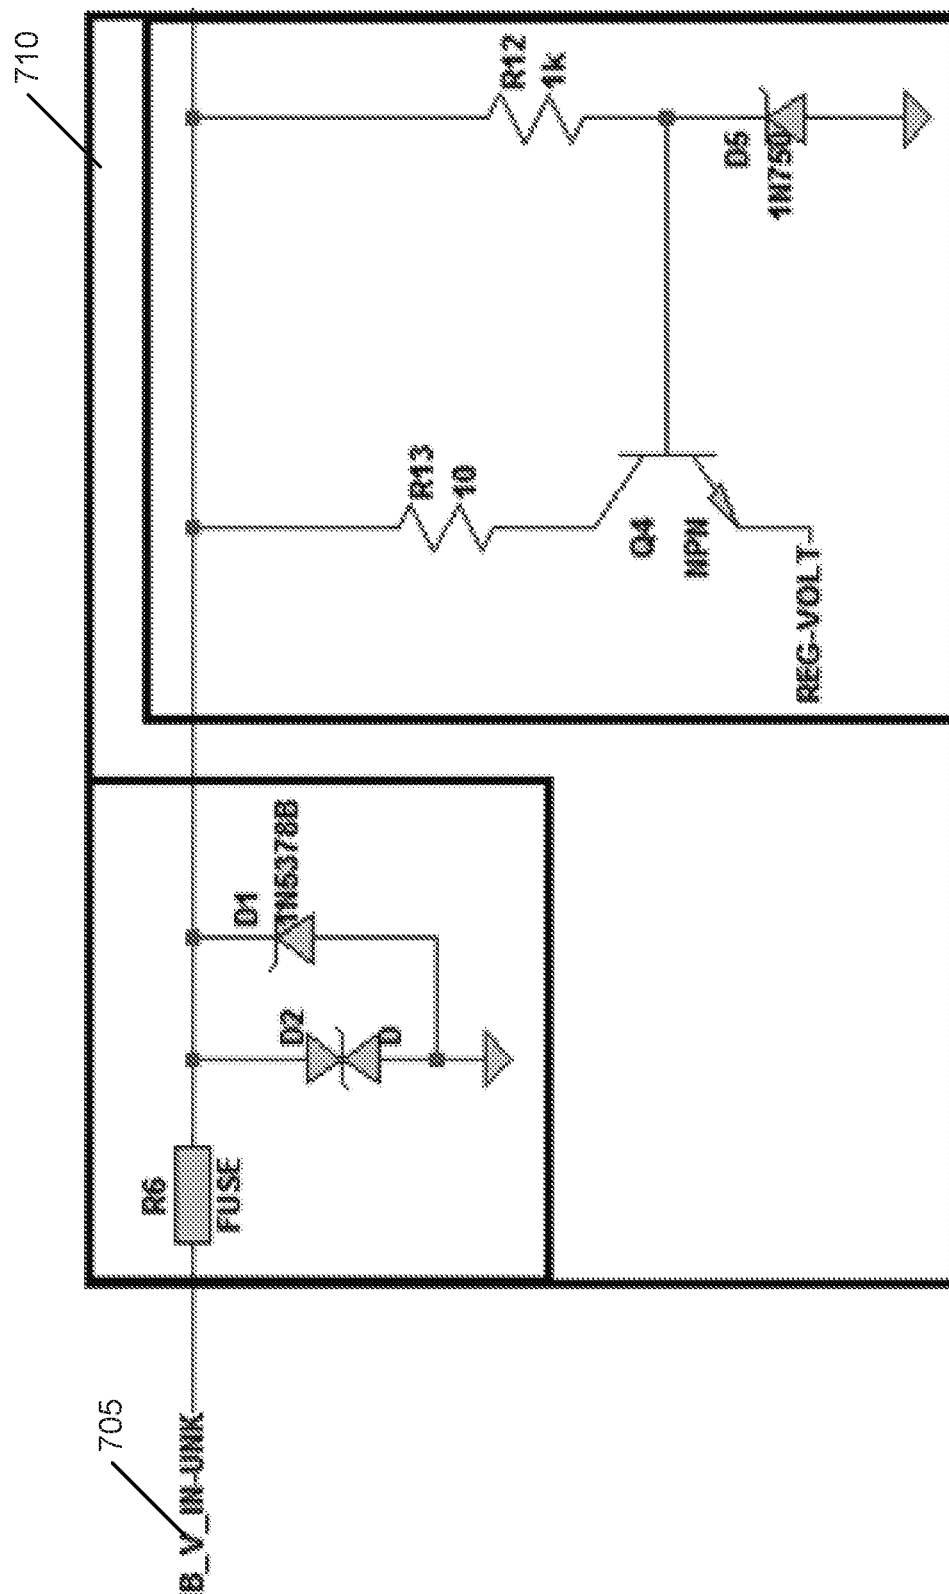 710
R12
1k
D5
1N750
R13
10
Q4
NPN
REG-VOLT
D1
1N5378B
D2
D
R6
FUSE
705
B_V_IN-UNK